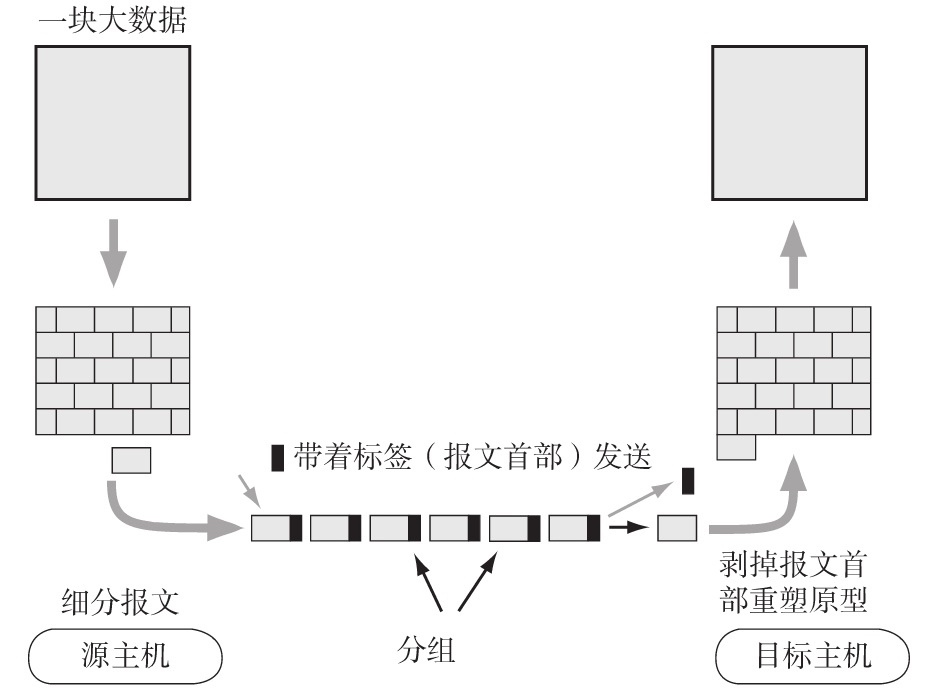 一块大数据
带着标签（报文首部）发送
细分报文
源主机
分组
剥掉报文首
部重塑原型
目标主机